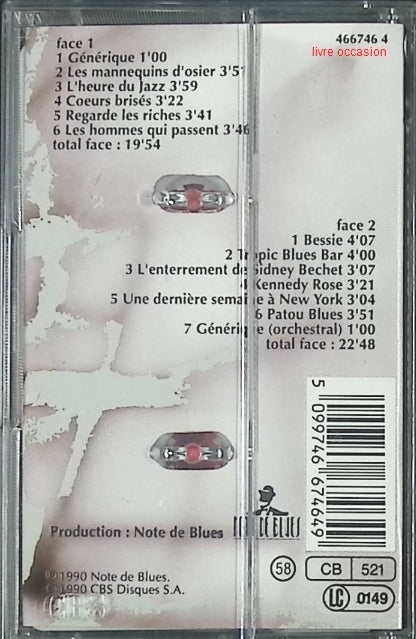 466746 4
livre occasion
face 1
1 Générique 1'00
2 Les mannequins d'osier 3'51
3 L'heure du Jazz 3'59
4 Coeurs brisés 3'22
5 Regarde les riches 3'41
6 Les hommes qui passent 3'46
total face : 19'54
face 2
1 Bessie 4'07
2 Tropic Blues Bar 4'00
3 L'enterrement de Sidney Bechet 3'07
4 Kennedy Rose 3'21
5 Une dernière semaine à New York 3'04
6 Patou Blues 3'51
7 Générique (orchestral) 1'00
total face : 22'48
5 099746 674649
Production : Note de Blues
NOTE DE BLUES
© 1990 Note de Blues.
1990 CBS Disques S.A.
CBS
58
CB 521
LC 0149